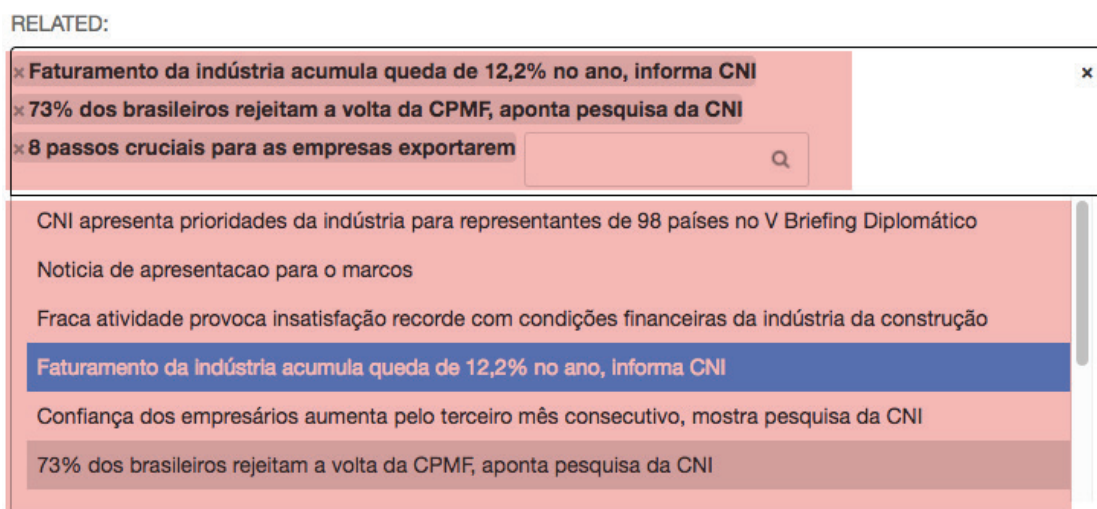 RELATED:
× Faturamento da indústria acumula queda de 12,2% no ano, informa CNI ×
× 73% dos brasileiros rejeitam a volta da CPMF, aponta pesquisa da CNI
× 8 passos cruciais para as empresas exportarem
CNI apresenta prioridades da indústria para representantes de 98 países no V Briefing Diplomático
Noticia de apresentacao para o marcos
Fraca atividade provoca insatisfação recorde com condições financeiras da indústria da construção
Faturamento da indústria acumula queda de 12,2% no ano, informa CNI
Confiança dos empresários aumenta pelo terceiro mês consecutivo, mostra pesquisa da CNI
73% dos brasileiros rejeitam a volta da CPMF, aponta pesquisa da CNI